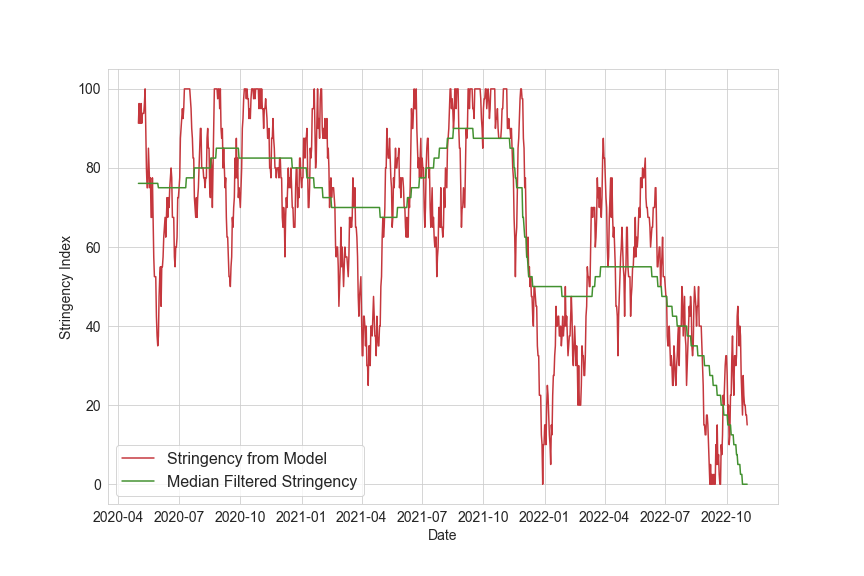 100
80
60
40
20
0
Stringency Index
Stringency from Model
Median Filtered Stringency
2020-04 2020-07 2020-10 2021-01 2021-04 2021-07 2021-10 2022-01 2022-04 2022-07 2022-10
Date